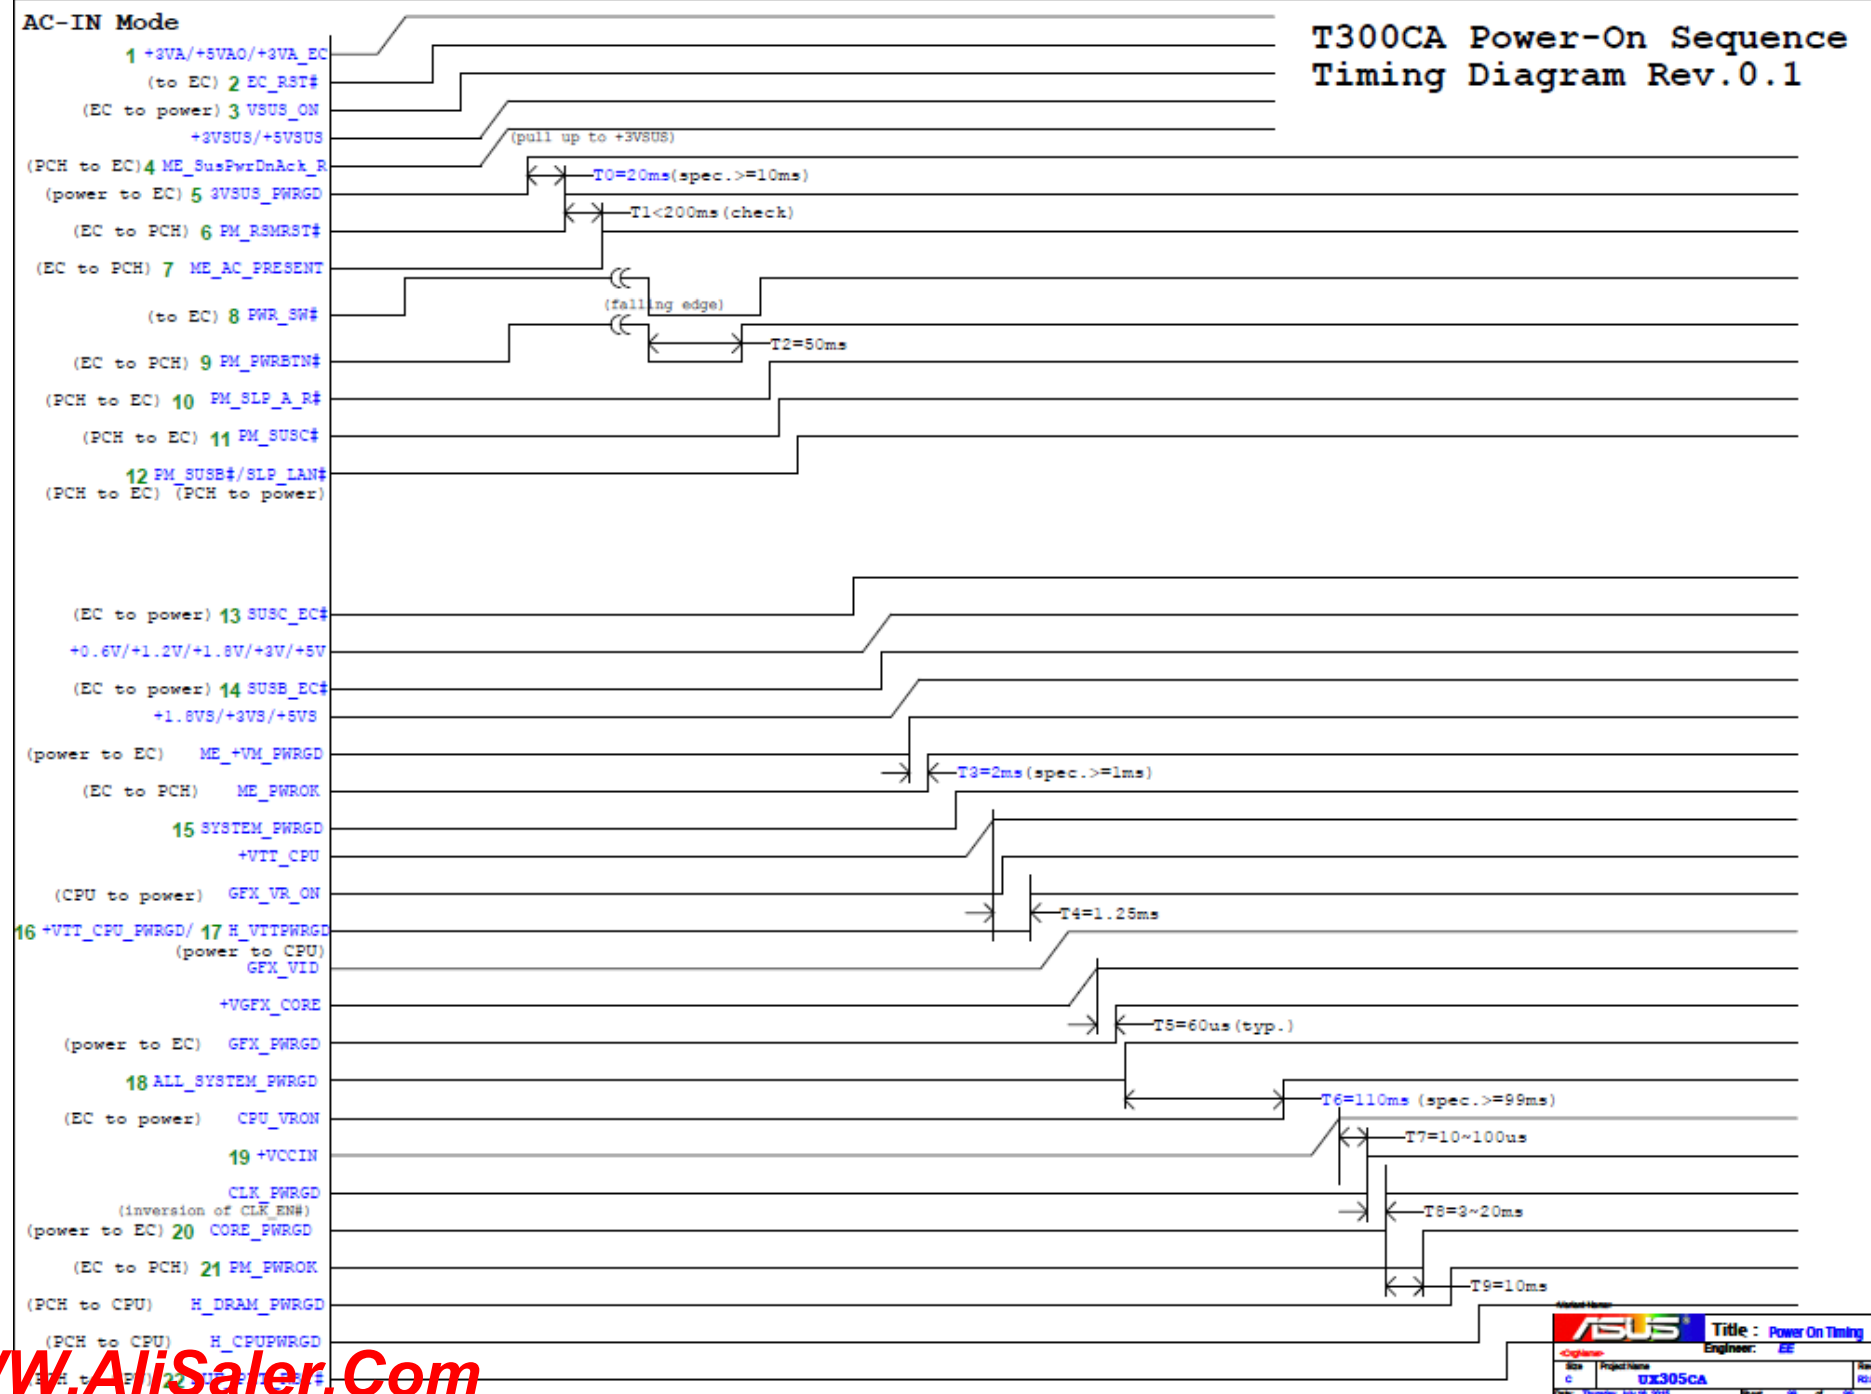 AC-IN Mode
T300CA Power-On Sequence
Timing Diagram Rev.0.1
1 +3VA/+5VAO/+3VA_EC
(to EC) 2 EC_RST#
(EC to power) 3 VSUS_ON
+3VSUS/+5VSUS
(pull up to +3VSUS)
(PCH to EC) 4 ME_SusPwrDnAck_R
T0=20ms(spec.>=10ms)
(power to EC) 5 3VSUS_PWRGD
T1<200ms(check)
(EC to PCH) 6 PM_RSMRST#
(EC to PCH) 7 ME_AC_PRESENT
(falling edge)
(to EC) 8 PWR_SW#
T2=50ms
(EC to PCH) 9 PM_PWRBTN#
(PCH to EC) 10 PM_SLP_A_R#
(PCH to EC) 11 PM_SUSC#
12 PM_SUSB#/SLP_LAN#
(PCH to EC) (PCH to power)
(EC to power) 13 SUSC_EC#
+0.6V/+1.2V/+1.8V/+3V/+5V
(EC to power) 14 SUSB_EC#
+1.8VS/+3VS/+5VS
(power to EC) ME_+VM_PWRGD
T3=2ms(spec.>=1ms)
(EC to PCH) ME_PWROK
15 SYSTEM_PWRGD
+VTT_CPU
(CPU to power) GFX_VR_ON
T4=1.25ms
16 +VTT_CPU_PWRGD/ 17 H_VTTPWRGD
(power to CPU)
GFX_VID
+VGFX_CORE
T5=60us(typ.)
(power to EC) GFX_PWRGD
18 ALL_SYSTEM_PWRGD
T6=110ms (spec.>=99ms)
(EC to power) CPU_VRON
T7=10~100us
19 +VCCIN
CLK_PWRGD
(inversion of CLK_EN#)
T8=3~20ms
(power to EC) 20 CORE_PWRGD
(EC to PCH) 21 PM_PWROK
T9=10ms
(PCH to CPU) H_DRAM_PWRGD
(PCH to CPU) H_CPUPWRGD
22
W.AliSaler.Com
<Variant Name>
ASUS
Title : Power On Timing
<OrgName>
Engineer: EE
Size
Project Name
Rev
C
UX305CA